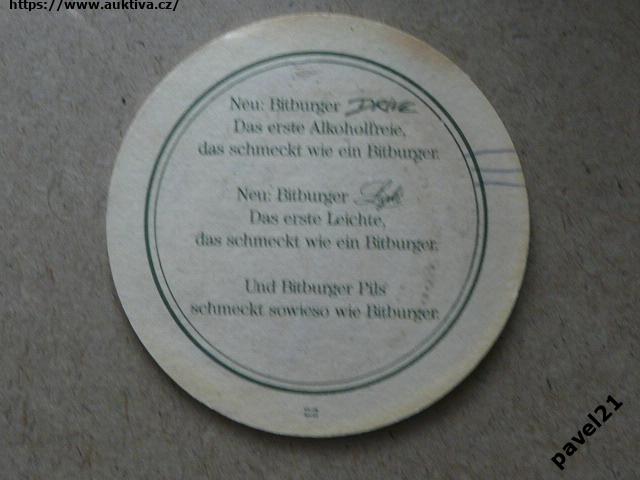 https://www.auktiva.cz/
Neu: Bitburger DRIVE
Das erste Alkoholfreie,
das schmeckt wie ein Bitburger.
Neu: Bitburger Light
Das erste Leichte,
das schmeckt wie ein Bitburger.
Und Bitburger Pils
schmeckt sowieso wie Bitburger.
pavel21